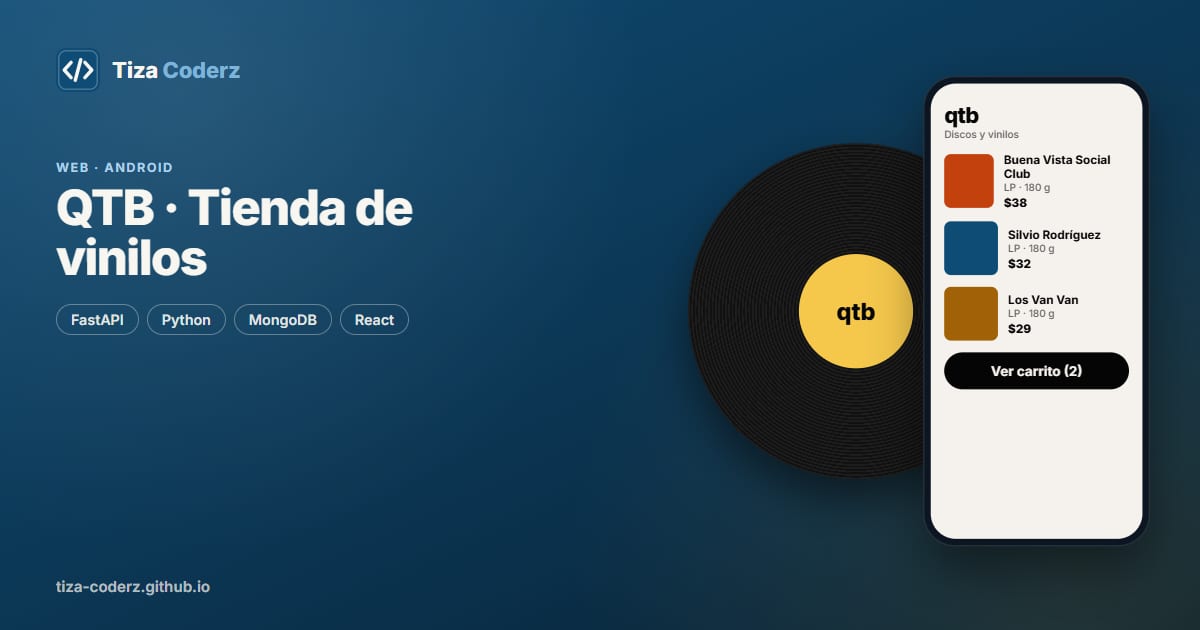 Tiza Coderz
WEB · ANDROID
QTB · Tienda de
vinilos
FastAPI
Python
MongoDB
React
tiza-coderz.github.io
qtb
qtb
Discos y vinilos
Buena Vista Social
Club
LP · 180 g
$38
Silvio Rodríguez
LP · 180 g
$32
Los Van Van
LP · 180 g
$29
Ver carrito (2)